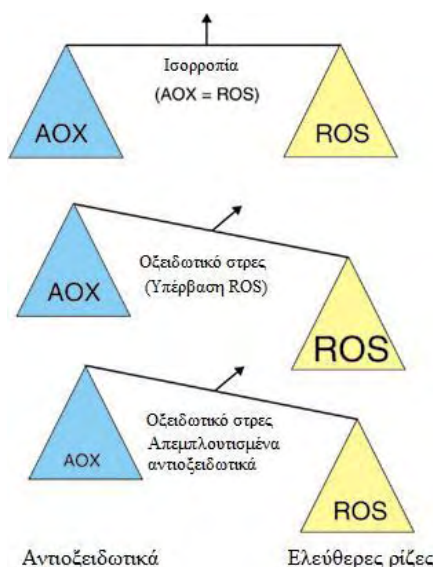 Ισορροπία
(AOX = ROS)
AOX
ROS
Οξειδωτικό στρες
(Υπέρβαση ROS)
AOX
ROS
Οξειδωτικό στρες
Απεμπλουτισμένα
αντιοξειδωτικά
AOX
ROS
Αντιοξειδωτικά
Ελεύθερες ρίζες